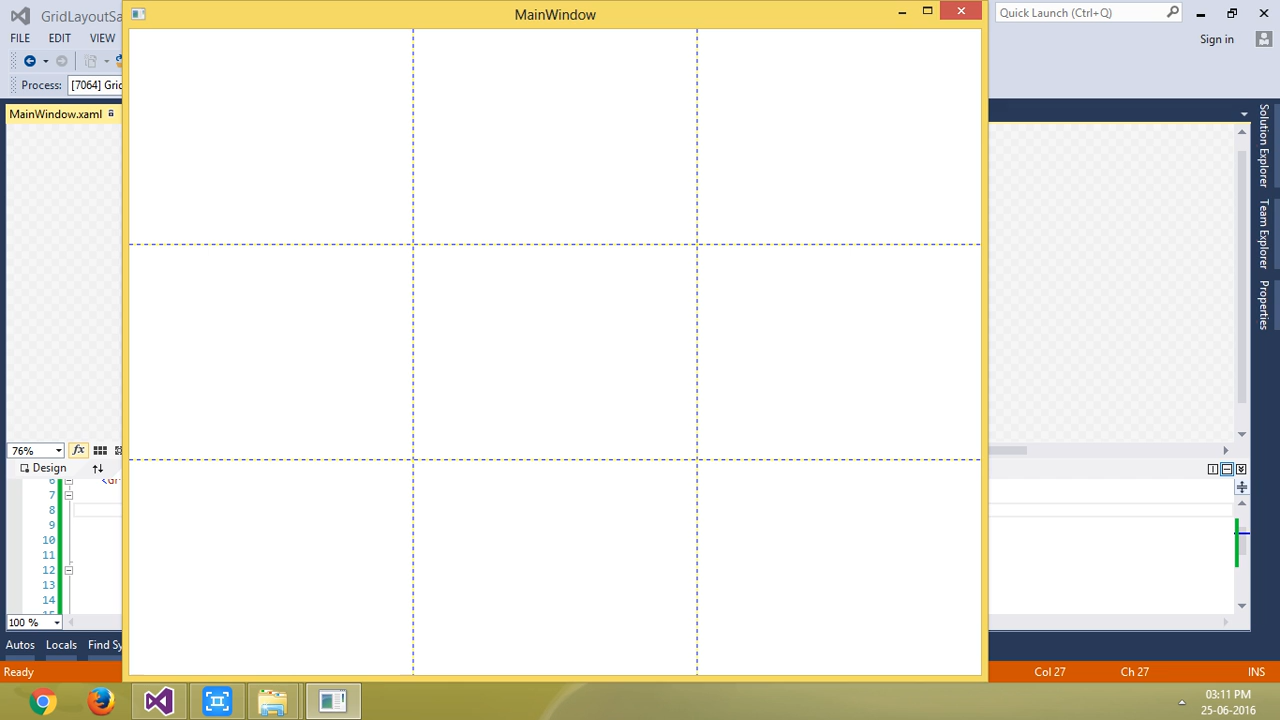 GridLayoutSa
MainWindow
Quick Launch (Ctrl+Q)
FILE EDIT VIEW
Sign in
Process: [7064] Grid
MainWindow.xaml
Solution Explorer
Team Explorer
Properties
76%
fx
Design
6 <Gr
7
8
9
10
11
12
13
14
100 %
Autos Locals Find Sy
Ready
Col 27 Ch 27 INS
03:11 PM
25-06-2016